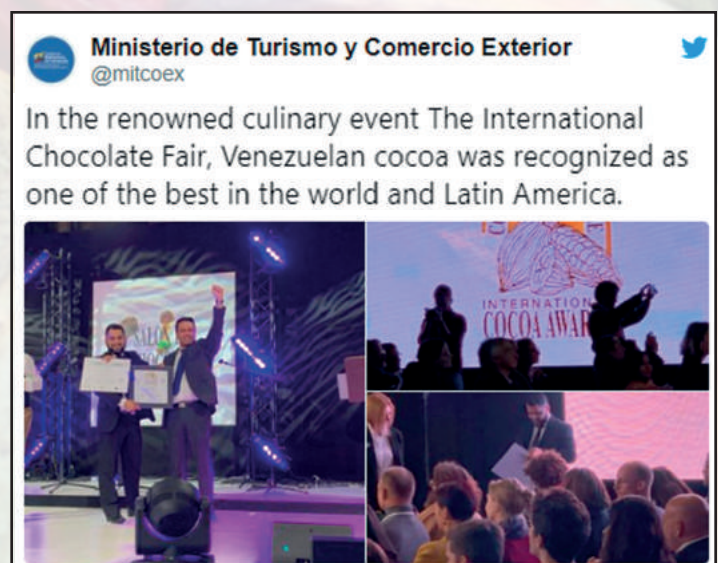 Ministerio de Turismo y Comercio Exterior
@mitcoex
In the renowned culinary event The International
Chocolate Fair, Venezuelan cocoa was recognized as
one of the best in the world and Latin America.
SALON
INTERNATION
COCOA AWAR